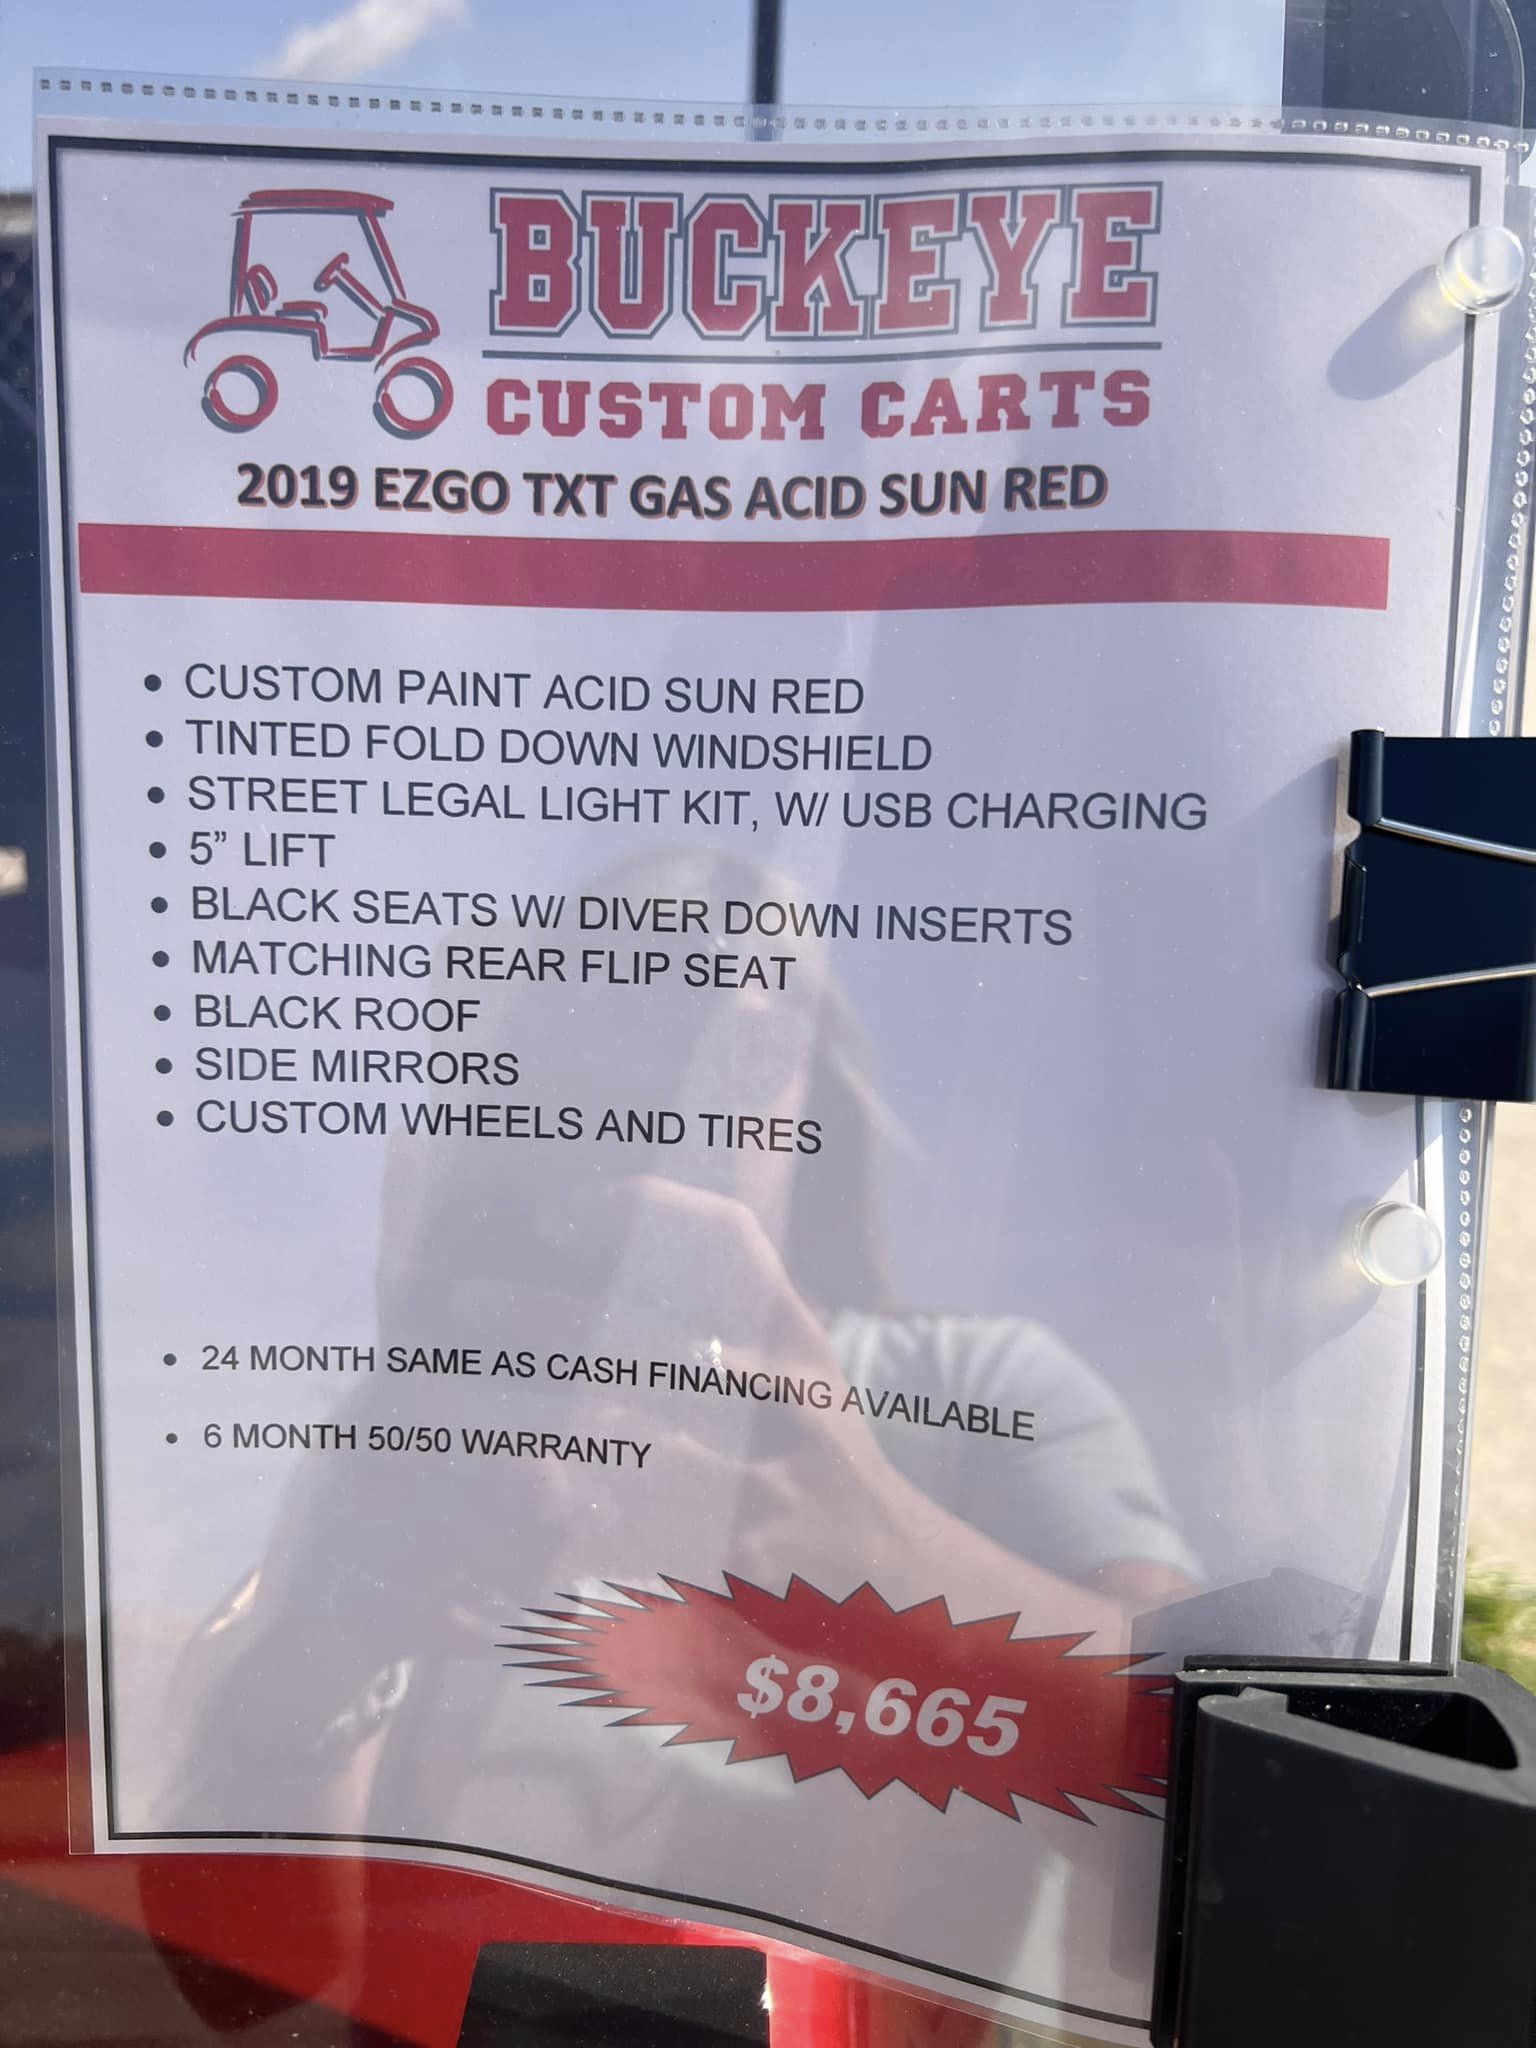 BUCKEYE
CUSTOM CARTS
2019 EZGO TXT GAS ACID SUN RED
• CUSTOM PAINT ACID SUN RED
• TINTED FOLD DOWN WINDSHIELD
• STREET LEGAL LIGHT KIT, W/ USB CHARGING
• 5” LIFT
• BLACK SEATS W/ DIVER DOWN INSERTS
• MATCHING REAR FLIP SEAT
• BLACK ROOF
• SIDE MIRRORS
• CUSTOM WHEELS AND TIRES
• 24 MONTH SAME AS CASH FINANCING AVAILABLE
• 6 MONTH 50/50 WARRANTY
$8,665